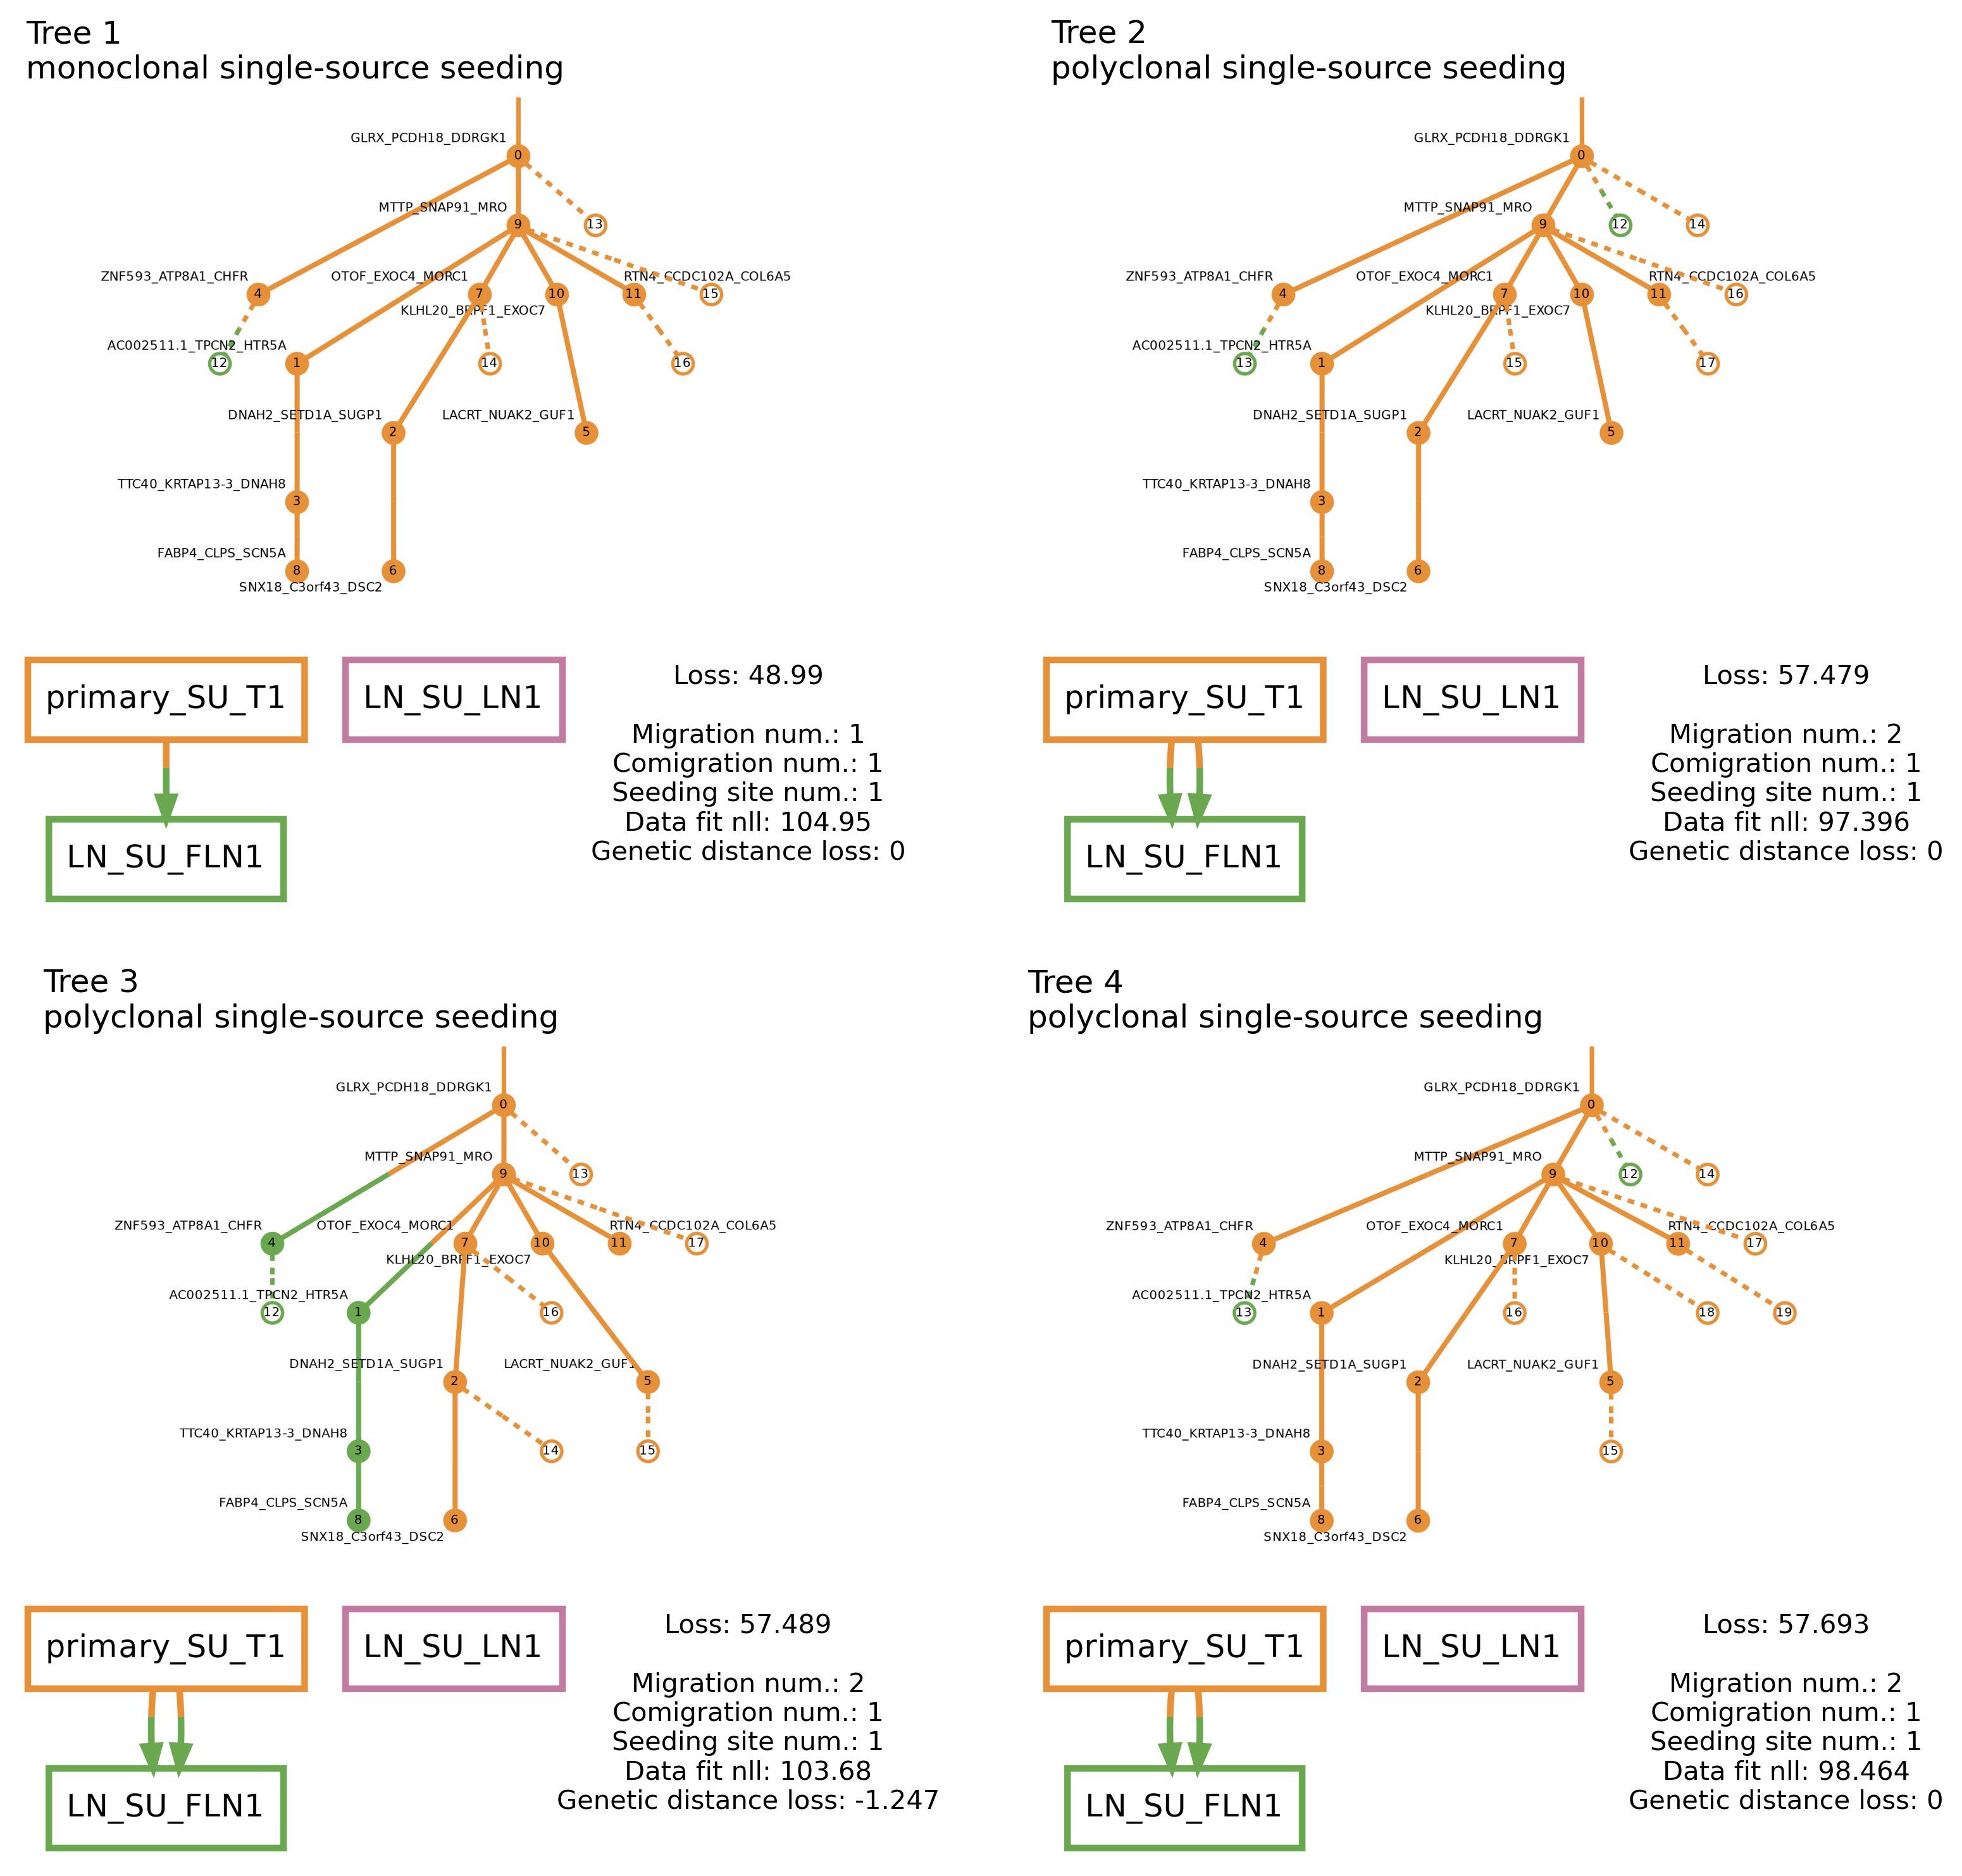 Tree 1
monoclonal single-source seeding
GLRX_PCDH18_DDRGK1
0
MTTP_SNAP91_MRO
9
13
ZNF593_ATP8A1_CHFR
OTOF_EXOC4_MORC1
RTN4_CCDC102A_COL6A5
4
7
10
11
15
KLHL20_BRPF1_EXOC7
AC002511.1_TPCN2_HTR5A
12
1
14
16
DNAH2_SETD1A_SUGP1
LACRT_NUAK2_GUF1
2
5
TTC40_KRTAP13-3_DNAH8
3
FABP4_CLPS_SCN5A
8
6
SNX18_C3orf43_DSC2
primary_SU_T1
LN_SU_LN1
LN_SU_FLN1
Loss: 48.99
Migration num.: 1
Comigration num.: 1
Seeding site num.: 1
Data fit nll: 104.95
Genetic distance loss: 0
Tree 2
polyclonal single-source seeding
GLRX_PCDH18_DDRGK1
0
MTTP_SNAP91_MRO
9
12
14
ZNF593_ATP8A1_CHFR
OTOF_EXOC4_MORC1
RTN4_CCDC102A_COL6A5
4
7
10
11
16
KLHL20_BRPF1_EXOC7
AC002511.1_TPCN2_HTR5A
13
1
15
17
DNAH2_SETD1A_SUGP1
LACRT_NUAK2_GUF1
2
5
TTC40_KRTAP13-3_DNAH8
3
FABP4_CLPS_SCN5A
8
6
SNX18_C3orf43_DSC2
primary_SU_T1
LN_SU_LN1
LN_SU_FLN1
Loss: 57.479
Migration num.: 2
Comigration num.: 1
Seeding site num.: 1
Data fit nll: 97.396
Genetic distance loss: 0
Tree 3
polyclonal single-source seeding
GLRX_PCDH18_DDRGK1
0
MTTP_SNAP91_MRO
9
13
ZNF593_ATP8A1_CHFR
OTOF_EXOC4_MORC1
RTN4_CCDC102A_COL6A5
4
7
10
11
17
KLHL20_BRPF1_EXOC7
AC002511.1_TPCN2_HTR5A
12
1
16
DNAH2_SETD1A_SUGP1
LACRT_NUAK2_GUF1
2
5
TTC40_KRTAP13-3_DNAH8
3
14
15
FABP4_CLPS_SCN5A
8
6
SNX18_C3orf43_DSC2
primary_SU_T1
LN_SU_LN1
LN_SU_FLN1
Loss: 57.489
Migration num.: 2
Comigration num.: 1
Seeding site num.: 1
Data fit nll: 103.68
Genetic distance loss: -1.247
Tree 4
polyclonal single-source seeding
GLRX_PCDH18_DDRGK1
0
MTTP_SNAP91_MRO
9
12
14
ZNF593_ATP8A1_CHFR
OTOF_EXOC4_MORC1
RTN4_CCDC102A_COL6A5
4
7
10
11
17
KLHL20_BRPF1_EXOC7
AC002511.1_TPCN2_HTR5A
13
1
16
18
19
DNAH2_SETD1A_SUGP1
LACRT_NUAK2_GUF1
2
5
TTC40_KRTAP13-3_DNAH8
3
15
FABP4_CLPS_SCN5A
8
6
SNX18_C3orf43_DSC2
primary_SU_T1
LN_SU_LN1
LN_SU_FLN1
Loss: 57.693
Migration num.: 2
Comigration num.: 1
Seeding site num.: 1
Data fit nll: 98.464
Genetic distance loss: 0